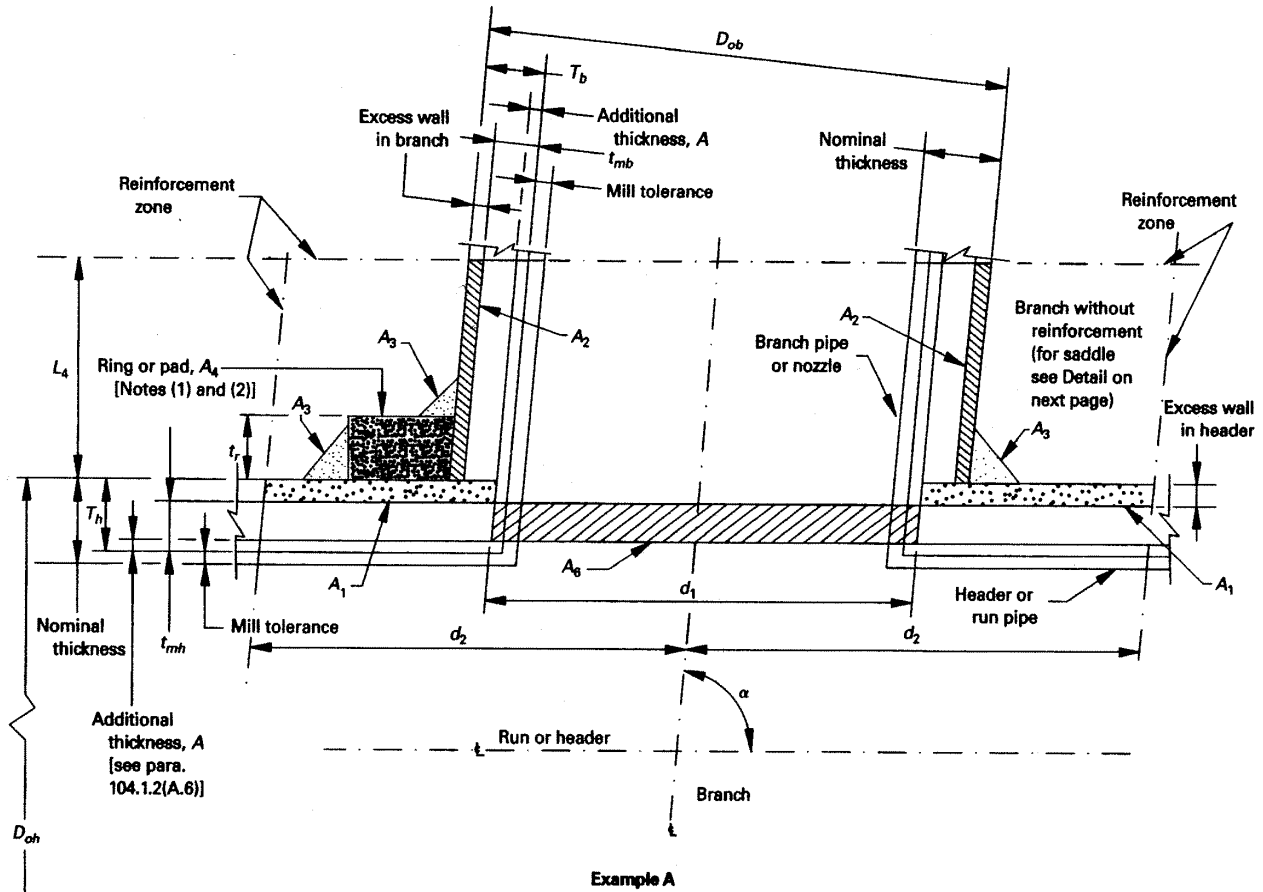 D_ob
T_b
Excess wall
in branch
Additional
thickness, A
t_mb
Mill tolerance
Nominal
thickness
Reinforcement
zone
Reinforcement
zone
L_4
Ring or pad, A_4
[Notes (1) and (2)]
A_3
A_3
A_2
t_r
Branch pipe
or nozzle
A_2
Branch without
reinforcement
(for saddle
see Detail on
next page)
A_3
Excess wall
in header
T_h
A_1
A_6
d_1
Header or
run pipe
A_1
Nominal
thickness
t_mh
Mill tolerance
d_2
d_2
Additional
thickness, A
[see para.
104.1.2(A.6)]
α
℄ Run or header
Branch
℄
D_oh
Example A